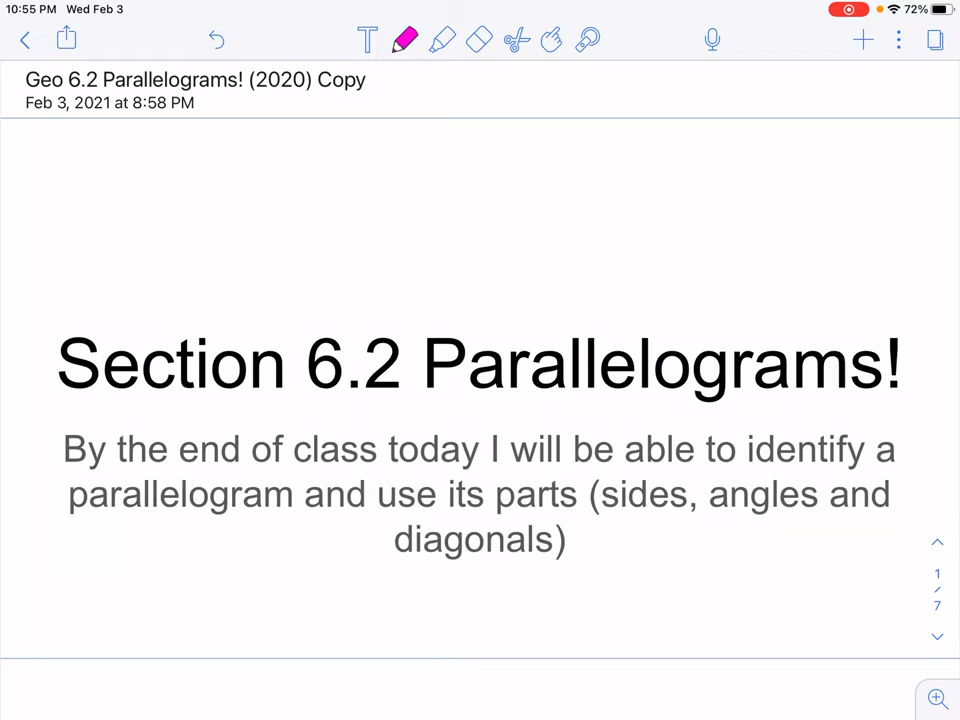 10:55 PM Wed Feb 3
72%
Geo 6.2 Parallelograms! (2020) Copy
Feb 3, 2021 at 8:58 PM
Section 6.2 Parallelograms!
By the end of class today I will be able to identify a
parallelogram and use its parts (sides, angles and
diagonals)
1
/
7